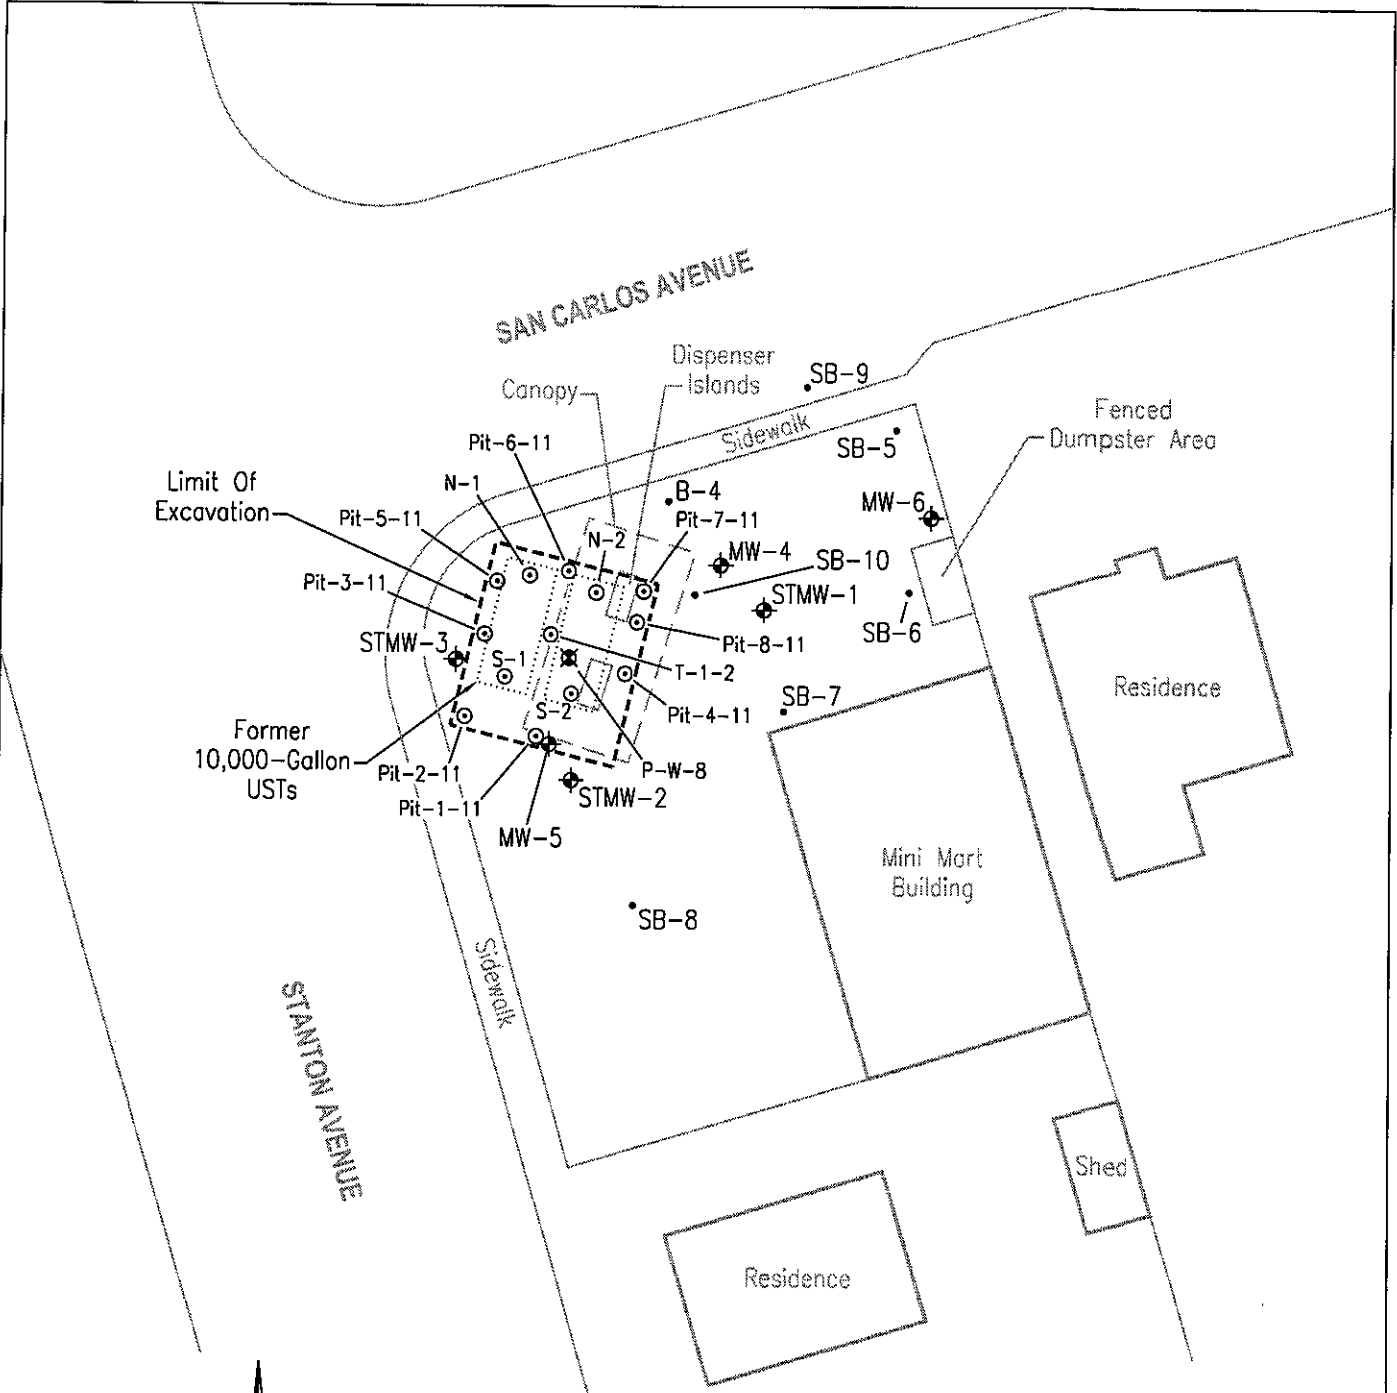 SAN CARLOS AVENUE
Dispenser
Islands
Canopy
SB-9
Sidewalk
Fenced
Dumpster Area
SB-5
Pit-6-11
Limit Of
Excavation
N-1
B-4
MW-6
Pit-5-11
Pit-7-11
N-2
MW-4
SB-10
Pit-3-11
STMW-1
SB-6
STMW-3
Pit-8-11
S-1
T-1-2
Residence
SB-7
S-2
Pit-4-11
Former
10,000-Gallon
USTs
Pit-2-11
P-W-8
Pit-1-11
STMW-2
MW-5
Mini Mart
Building
SB-8
Sidewalk
STANTON AVENUE
Shed
Residence